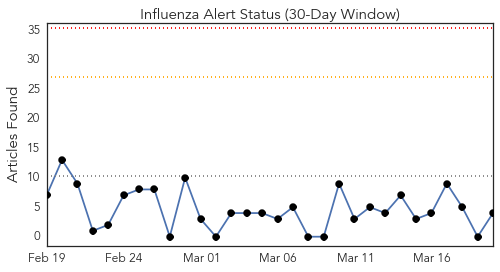 Influenza Alert Status (30-Day Window)
Articles Found
35
30
25
20
15
10
5
0
Feb 19
Feb 24
Mar 01
Mar 06
Mar 11
Mar 16